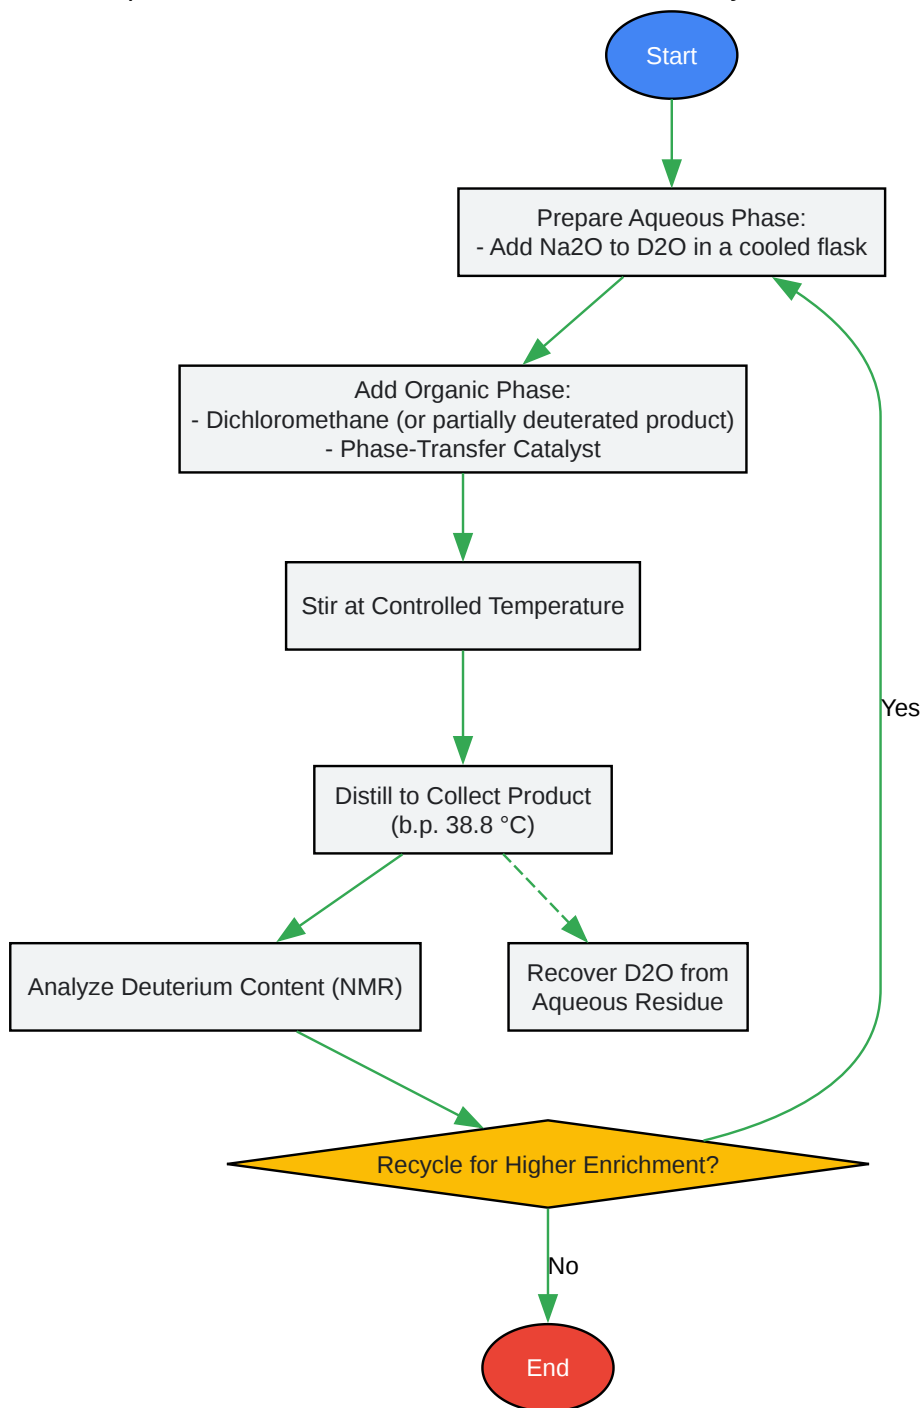 Start
Prepare Aqueous Phase:
- Add Na2O to D2O in a cooled flask
Add Organic Phase:
- Dichloromethane (or partially deuterated product)
- Phase-Transfer Catalyst
Stir at Controlled Temperature
Yes
Distill to Collect Product
(b.p. 38.8 °C)
Analyze Deuterium Content (NMR)
Recover D2O from
Aqueous Residue
Recycle for Higher Enrichment?
No
End